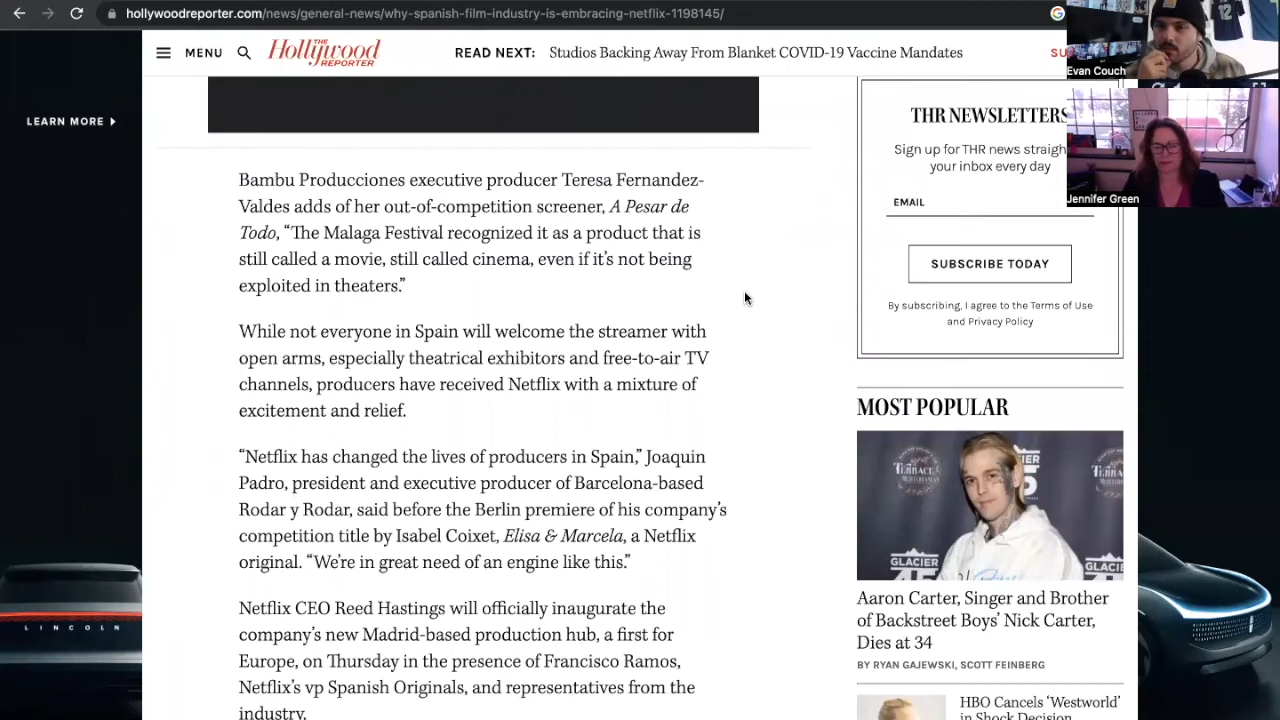 hollywoodreporter.com/news/general-news/why-spanish-film-industry-is-embracing-netflix-1198145/
MENU
THE
Hollywood
REPORTER
READ NEXT: Studios Backing Away From Blanket COVID-19 Vaccine Mandates
SU
Evan Couch
Jennifer Green
12
LEARN MORE
Bambu Producciones executive producer Teresa Fernandez-
Valdes adds of her out-of-competition screener, A Pesar de
Todo, “The Malaga Festival recognized it as a product that is
still called a movie, still called cinema, even if it’s not being
exploited in theaters.”
While not everyone in Spain will welcome the streamer with
open arms, especially theatrical exhibitors and free-to-air TV
channels, producers have received Netflix with a mixture of
excitement and relief.
“Netflix has changed the lives of producers in Spain,” Joaquin
Padro, president and executive producer of Barcelona-based
Rodar y Rodar, said before the Berlin premiere of his company’s
competition title by Isabel Coixet, Elisa & Marcela, a Netflix
original. “We’re in great need of an engine like this.”
Netflix CEO Reed Hastings will officially inaugurate the
company’s new Madrid-based production hub, a first for
Europe, on Thursday in the presence of Francisco Ramos,
Netflix’s vp Spanish Originals, and representatives from the
industry.
THR NEWSLETTERS
Sign up for THR news straigh
your inbox every day
EMAIL
SUBSCRIBE TODAY
By subscribing, I agree to the Terms of Use
and Privacy Policy
MOST POPULAR
GLACIER
Aaron Carter, Singer and Brother
of Backstreet Boys’ Nick Carter,
Dies at 34
BY RYAN GAJEWSKI, SCOTT FEINBERG
HBO Cancels ‘Westworld’
in Shock Decision
LINCOLN